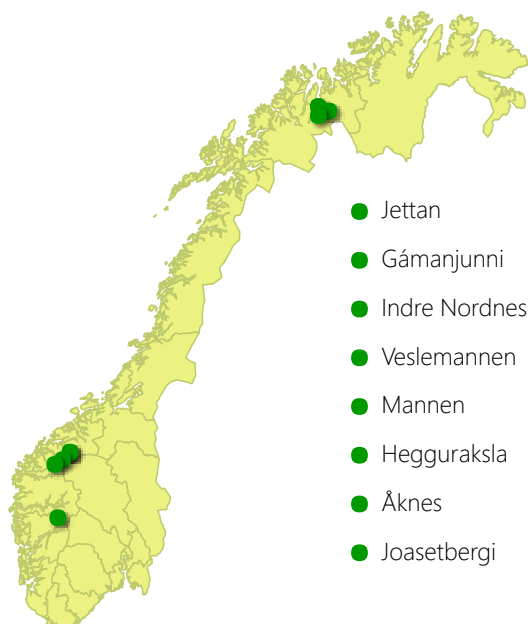 Jettan
Gámanjunni
Indre Nordnes
Veslemannen
Mannen
Hegguraksla
Åknes
Joasetbergi